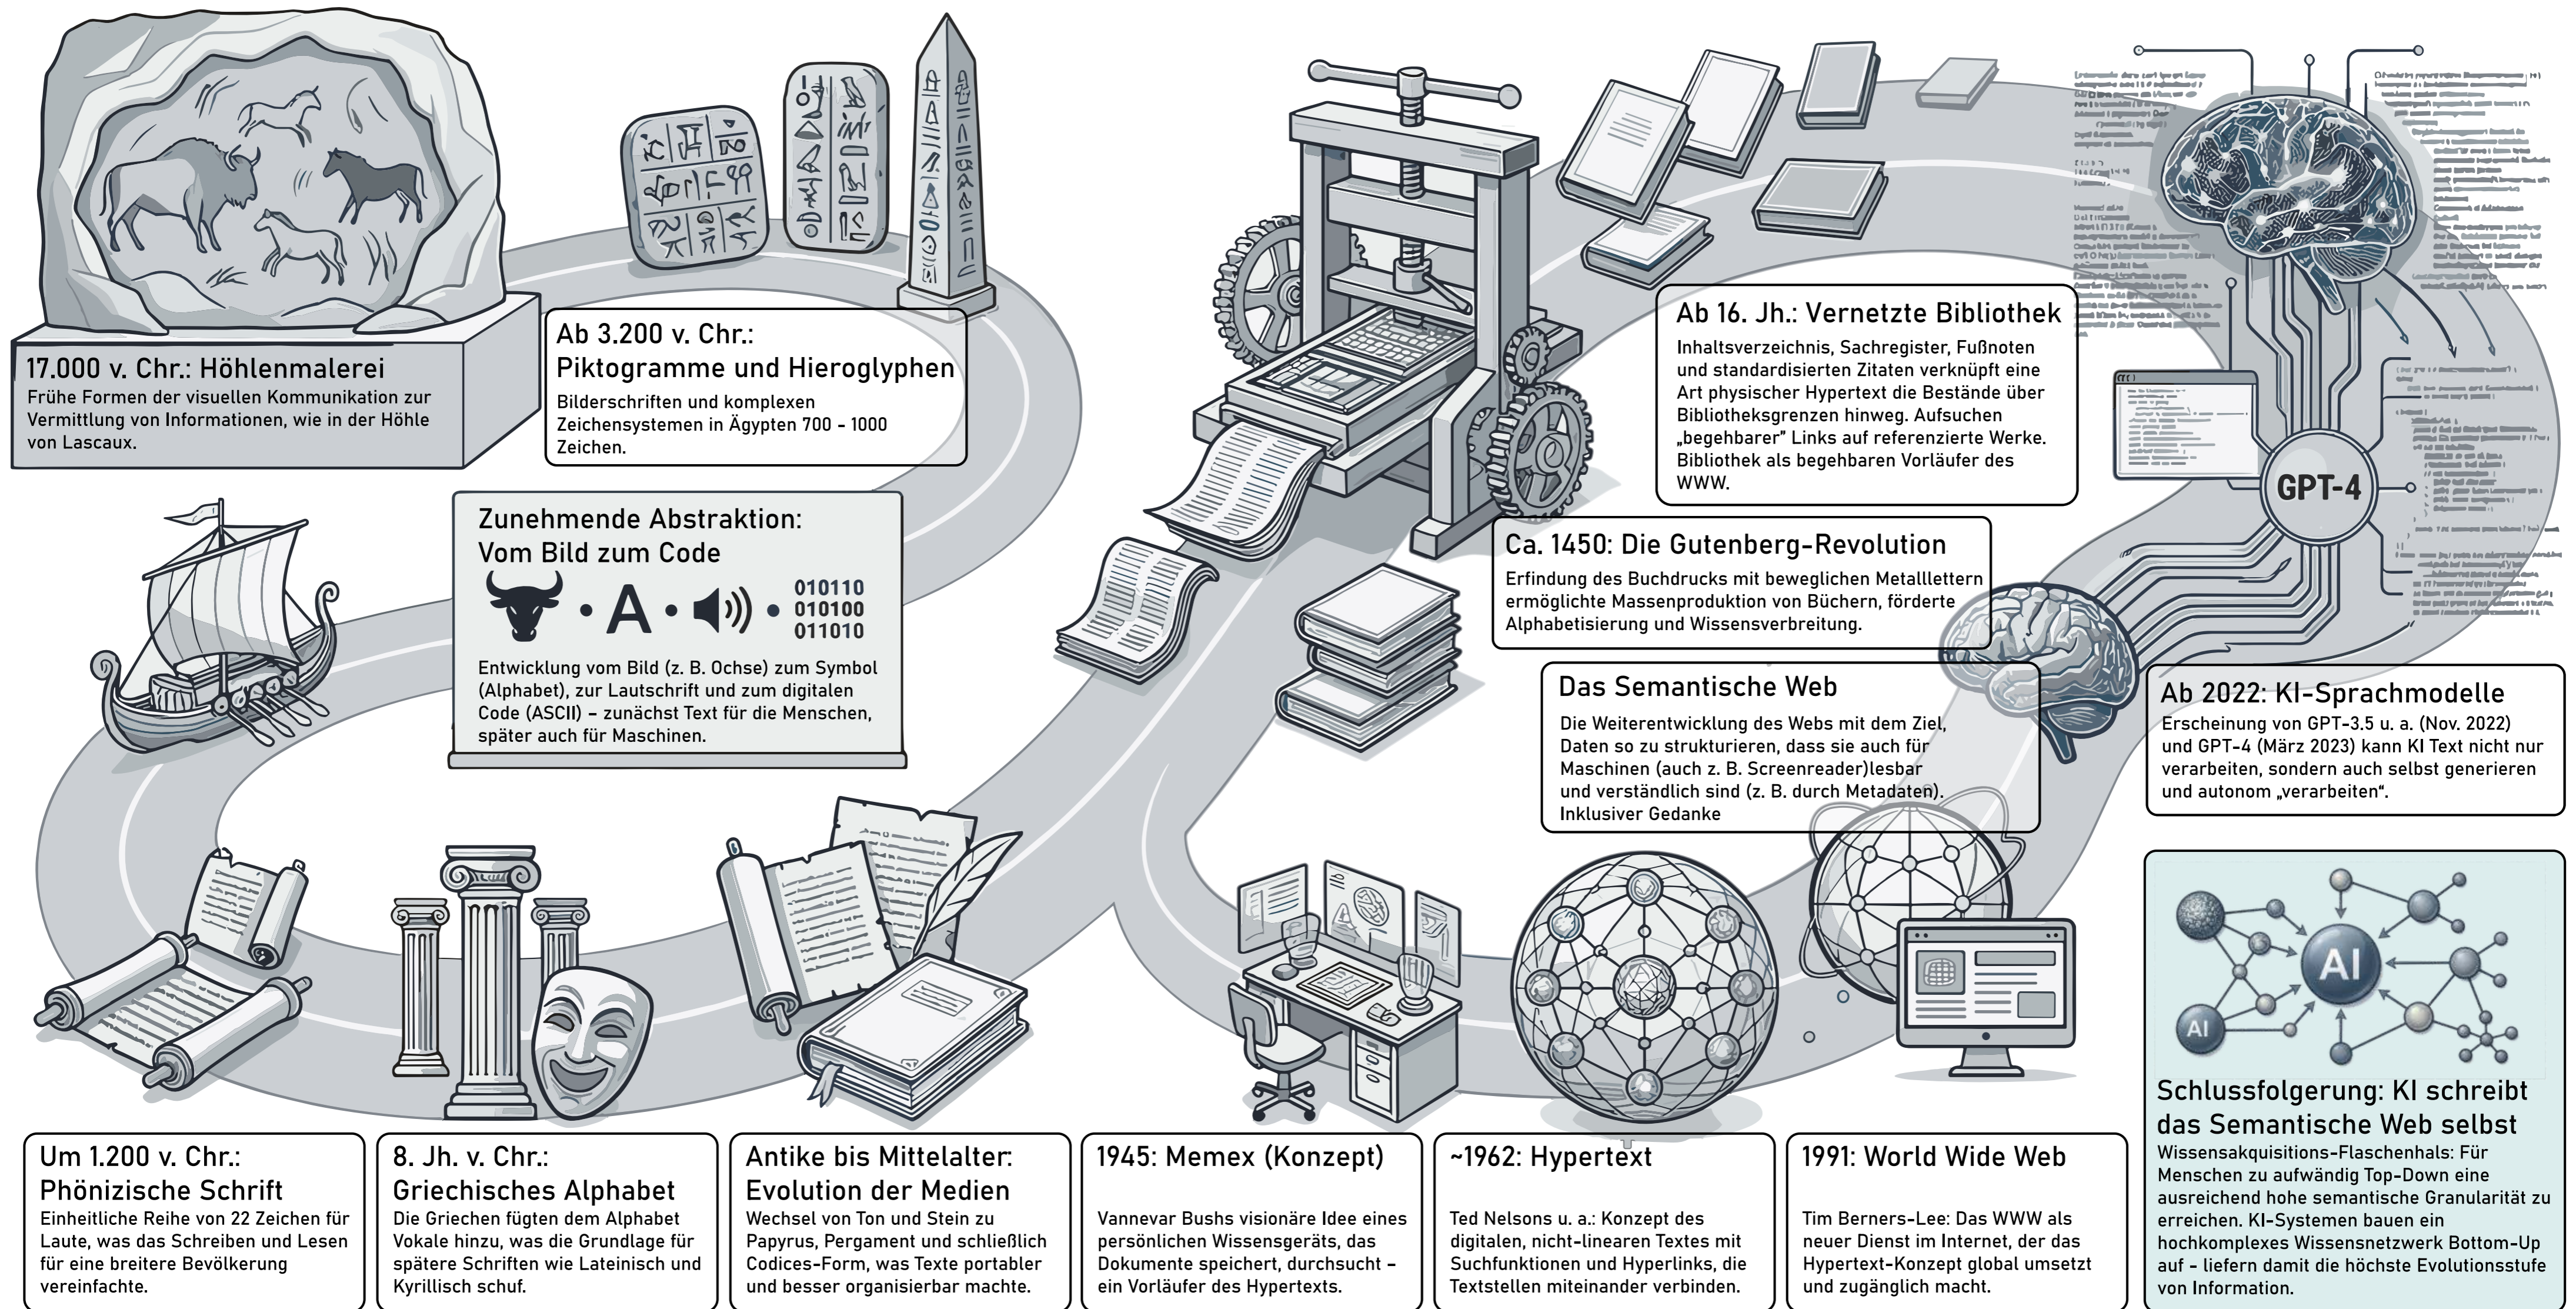 17.000 v. Chr.: Höhlenmalerei
Frühe Formen der visuellen Kommunikation zur
Vermittlung von Informationen, wie in der Höhle
von Lascaux.
Ab 3.200 v. Chr.:
Piktogramme und Hieroglyphen
Bilderschriften und komplexen
Zeichensystemen in Ägypten 700 - 1000
Zeichen.
Zunehmende Abstraktion:
Vom Bild zum Code
A
010110
010100
011010
Entwicklung vom Bild (z. B. Ochse) zum Symbol
(Alphabet), zur Lautschrift und zum digitalen
Code (ASCII) – zunächst Text für die Menschen,
später auch für Maschinen.
Um 1.200 v. Chr.:
Phönizische Schrift
Einheitliche Reihe von 22 Zeichen für
Laute, was das Schreiben und Lesen
für eine breitere Bevölkerung
vereinfachte.
8. Jh. v. Chr.:
Griechisches Alphabet
Die Griechen fügten dem Alphabet
Vokale hinzu, was die Grundlage für
spätere Schriften wie Lateinisch und
Kyrillisch schuf.
Antike bis Mittelalter:
Evolution der Medien
Wechsel von Ton und Stein zu
Papyrus, Pergament und schließlich
Codices-Form, was Texte portabler
und besser organisierbar machte.
Ca. 1450: Die Gutenberg-Revolution
Erfindung des Buchdrucks mit beweglichen Metalllettern
ermöglichte Massenproduktion von Büchern, förderte
Alphabetisierung und Wissensverbreitung.
Ab 16. Jh.: Vernetzte Bibliothek
Inhaltsverzeichnis, Sachregister, Fußnoten
und standardisierten Zitaten verknüpft eine
Art physischer Hypertext die Bestände über
Bibliotheksgrenzen hinweg. Aufsuchen
„begehbarer” Links auf referenzierte Werke.
Bibliothek als begehbaren Vorläufer des
WWW.
1945: Memex (Konzept)
Vannevar Bushs visionäre Idee eines
persönlichen Wissensgeräts, das
Dokumente speichert, durchsucht –
ein Vorläufer des Hypertexts.
~1962: Hypertext
Ted Nelsons u. a.: Konzept des
digitalen, nicht-linearen Textes mit
Suchfunktionen und Hyperlinks, die
Textstellen miteinander verbinden.
1991: World Wide Web
Tim Berners-Lee: Das WWW als
neuer Dienst im Internet, der das
Hypertext-Konzept global umsetzt
und zugänglich macht.
Das Semantische Web
Die Weiterentwicklung des Webs mit dem Ziel,
Daten so zu strukturieren, dass sie auch für
Maschinen (auch z. B. Screenreader)lesbar
und verständlich sind (z. B. durch Metadaten).
Inklusiver Gedanke
GPT-4
Ab 2022: KI-Sprachmodelle
Erscheinung von GPT-3.5 u. a. (Nov. 2022)
und GPT-4 (März 2023) kann KI Text nicht nur
verarbeiten, sondern auch selbst generieren
und autonom „verarbeiten“.
AI
AI
Schlussfolgerung: KI schreibt
das Semantische Web selbst
Wissensakquisitions-Flaschenhals: Für
Menschen zu aufwändig Top-Down eine
ausreichend hohe semantische Granularität zu
erreichen. KI-Systemen bauen ein
hochkomplexes Wissensnetzwerk Bottom-Up
auf - liefern damit die höchste Evolutionsstufe
von Information.